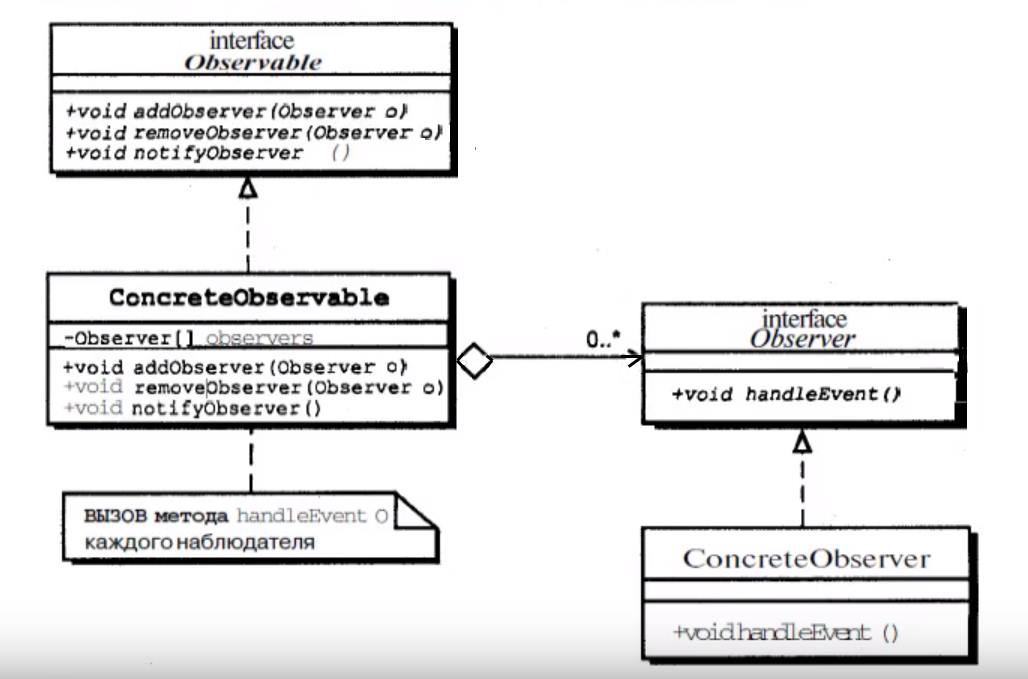 interface
Observable
+void addObserver(Observer o)
+void removeObserver(Observer o)
+void notifyObserver ()
ConcreteObservable
-Observer[] observers
+void addObserver(Observer o)
+void removeObserver(Observer o)
+void notifyObserver()
0..*
interface
Observer
+void handleEvent()
ВЫЗОВ метода handleEvent O
каждого наблюдателя
ConcreteObserver
+void handleEvent ()